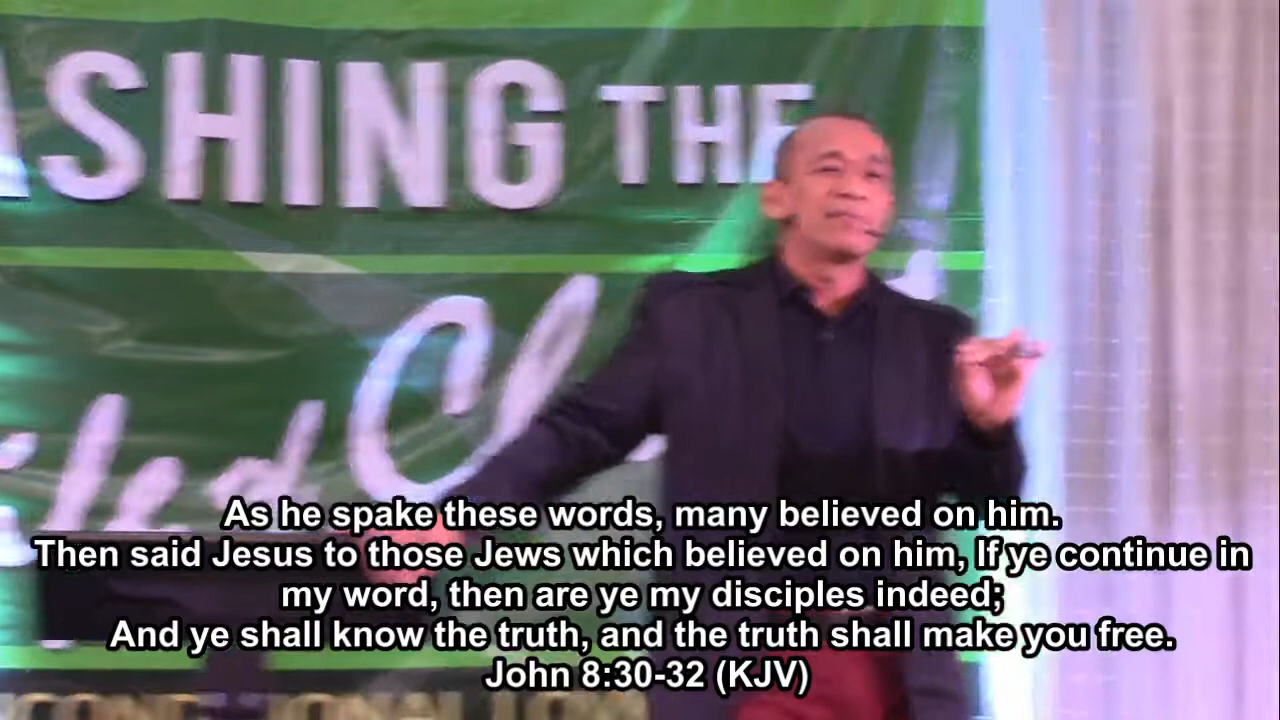 ASHING THE
As he spake these words, many believed on him.
Then said Jesus to those Jews which believed on him, If ye continue in
my word, then are ye my disciples indeed;
And ye shall know the truth, and the truth shall make you free.
John 8:30-32 (KJV)